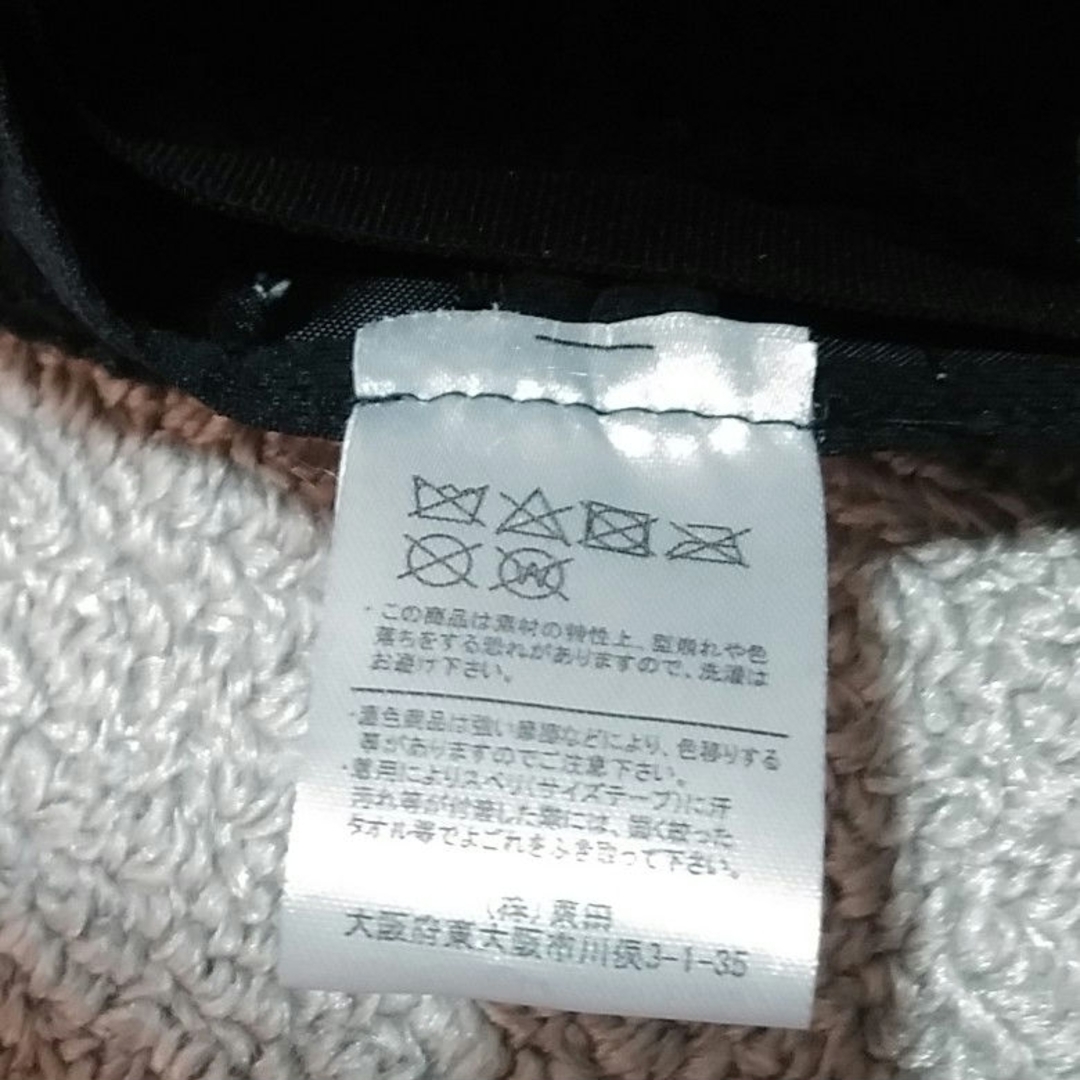 ・この商品は素材の特性上、型崩れや色
落ちをする恐れがありますので、洗濯は
お避け下さい。
・濃色商品は強い摩擦などにより、色移りする
事がありますのでご注意下さい。
・着用によりスベリ(サイズテープ)に汗
汚れ等が付着した際には、固く絞った
タオル等でよごれをふき取って下さい。
(株)
大阪府東大阪市川俣3-1-35